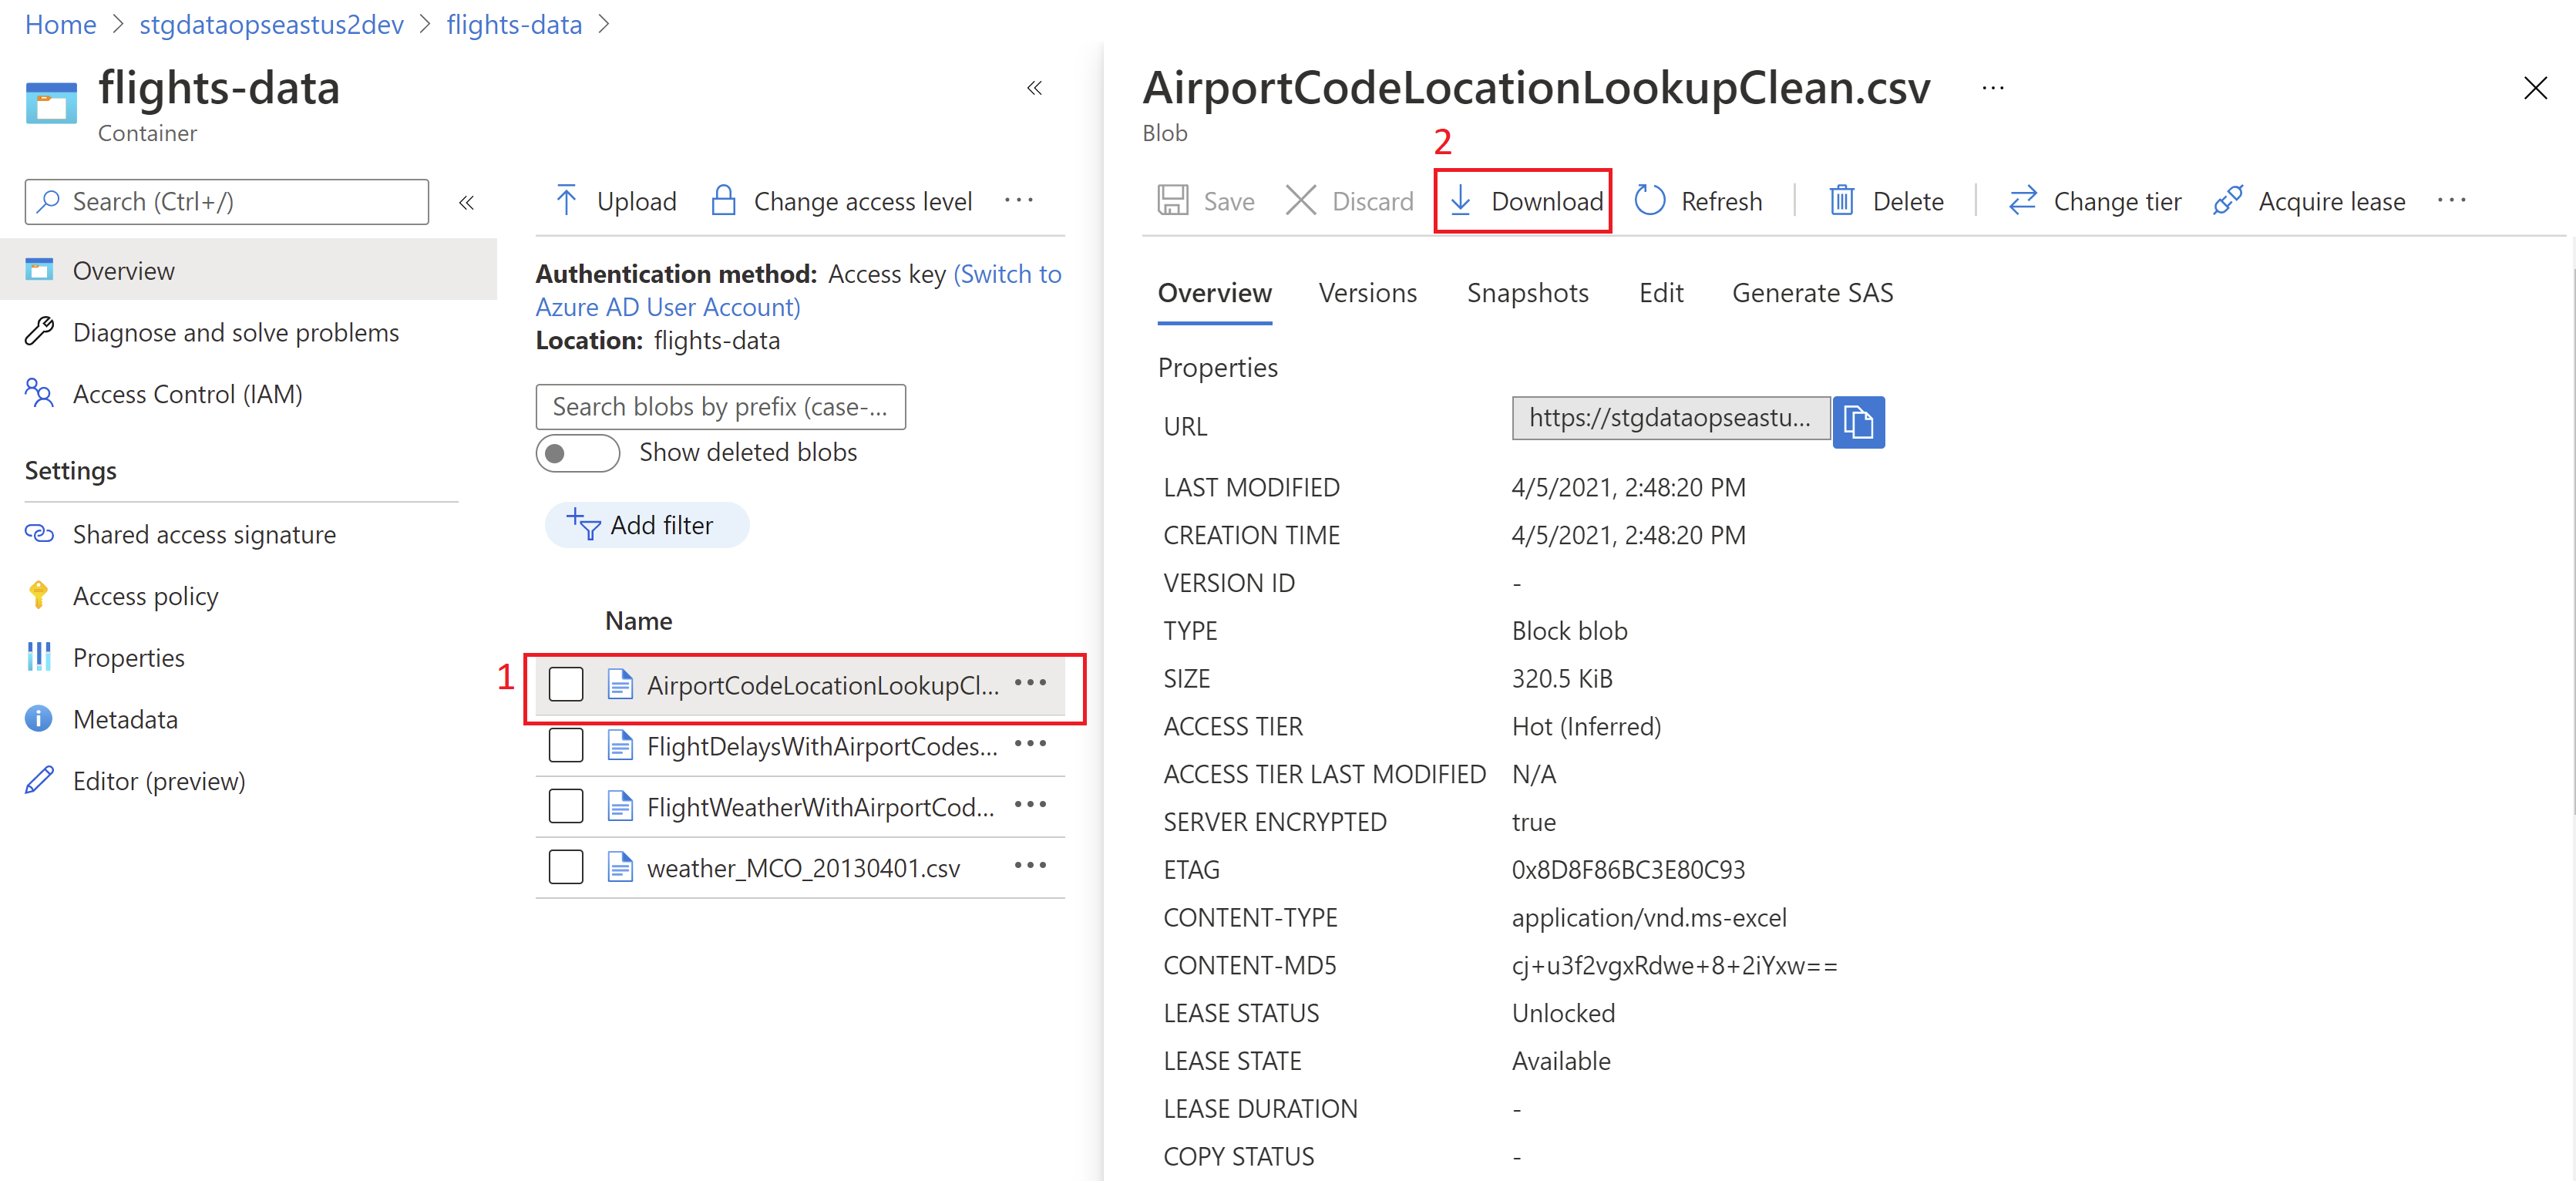 Home > stgdataopseastus2dev > flights-data >
flights-data
Container
«
Search (Ctrl+/)
«
Overview
Diagnose and solve problems
Access Control (IAM)
Settings
Shared access signature
Access policy
Properties
Metadata
Editor (preview)
Upload Change access level ...
Authentication method: Access key (Switch to
Azure AD User Account)
Location: flights-data
Search blobs by prefix (case-...
Show deleted blobs
Add filter
Name
1 AirportCodeLocationLookupCl... ...
FlightDelaysWithAirportCodes... ...
FlightWeatherWithAirportCod... ...
weather_MCO_20130401.csv ...
AirportCodeLocationLookupClean.csv ...
Blob
2
Save Discard Download Refresh Delete Change tier Acquire lease ...
Overview Versions Snapshots Edit Generate SAS
Properties
URL https://stgdataopseastu...
LAST MODIFIED 4/5/2021, 2:48:20 PM
CREATION TIME 4/5/2021, 2:48:20 PM
VERSION ID -
TYPE Block blob
SIZE 320.5 KiB
ACCESS TIER Hot (Inferred)
ACCESS TIER LAST MODIFIED N/A
SERVER ENCRYPTED true
ETAG 0x8D8F86BC3E80C93
CONTENT-TYPE application/vnd.ms-excel
CONTENT-MD5 cj+u3f2vgxRdwe+8+2iYxw==
LEASE STATUS Unlocked
LEASE STATE Available
LEASE DURATION -
COPY STATUS -